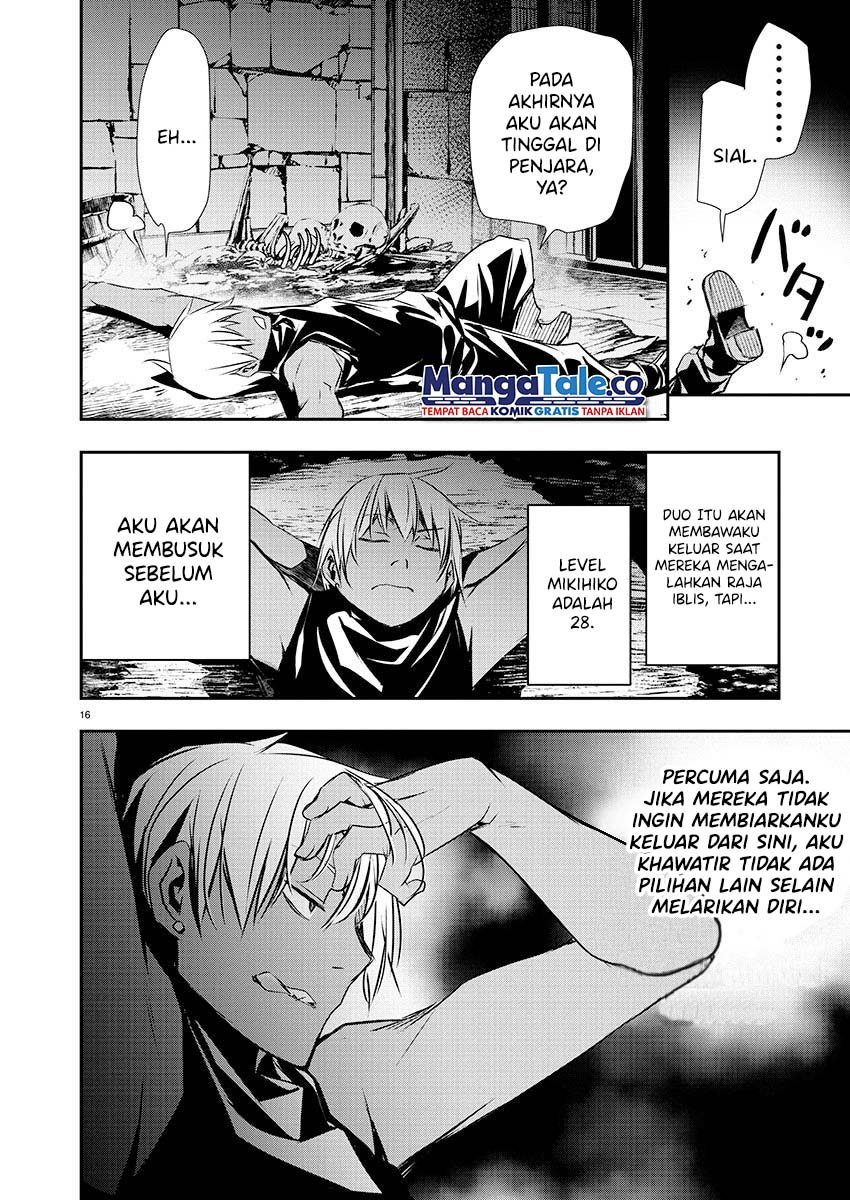 ........
SIAL.
バタ
PADA
AKHIRNYA
AKU AKAN
TINGGAL DI
PENJARA,
YA?
EH...
MangaTale.co
TEMPAT BACA KOMIK GRATIS TANPA IKLAN
DUO ITU AKAN
MEMBAWAKU
KELUAR SAAT
MEREKA MENGA-
LAHKAN RAJA
IBLIS, TAPI...
LEVEL
MIKIHIKO
ADALAH
28.
AKU AKAN
MEMBUSUK
SEBELUM
AKU...
16
PERCUMA SAJA.
JIKA MEREKA TIDAK
INGIN MEMBIARKANKU
KELUAR DARI SINI, AKU
KHAWATIR TIDAK ADA
PILIHAN LAIN SELAIN
MELARIKAN DIRI...